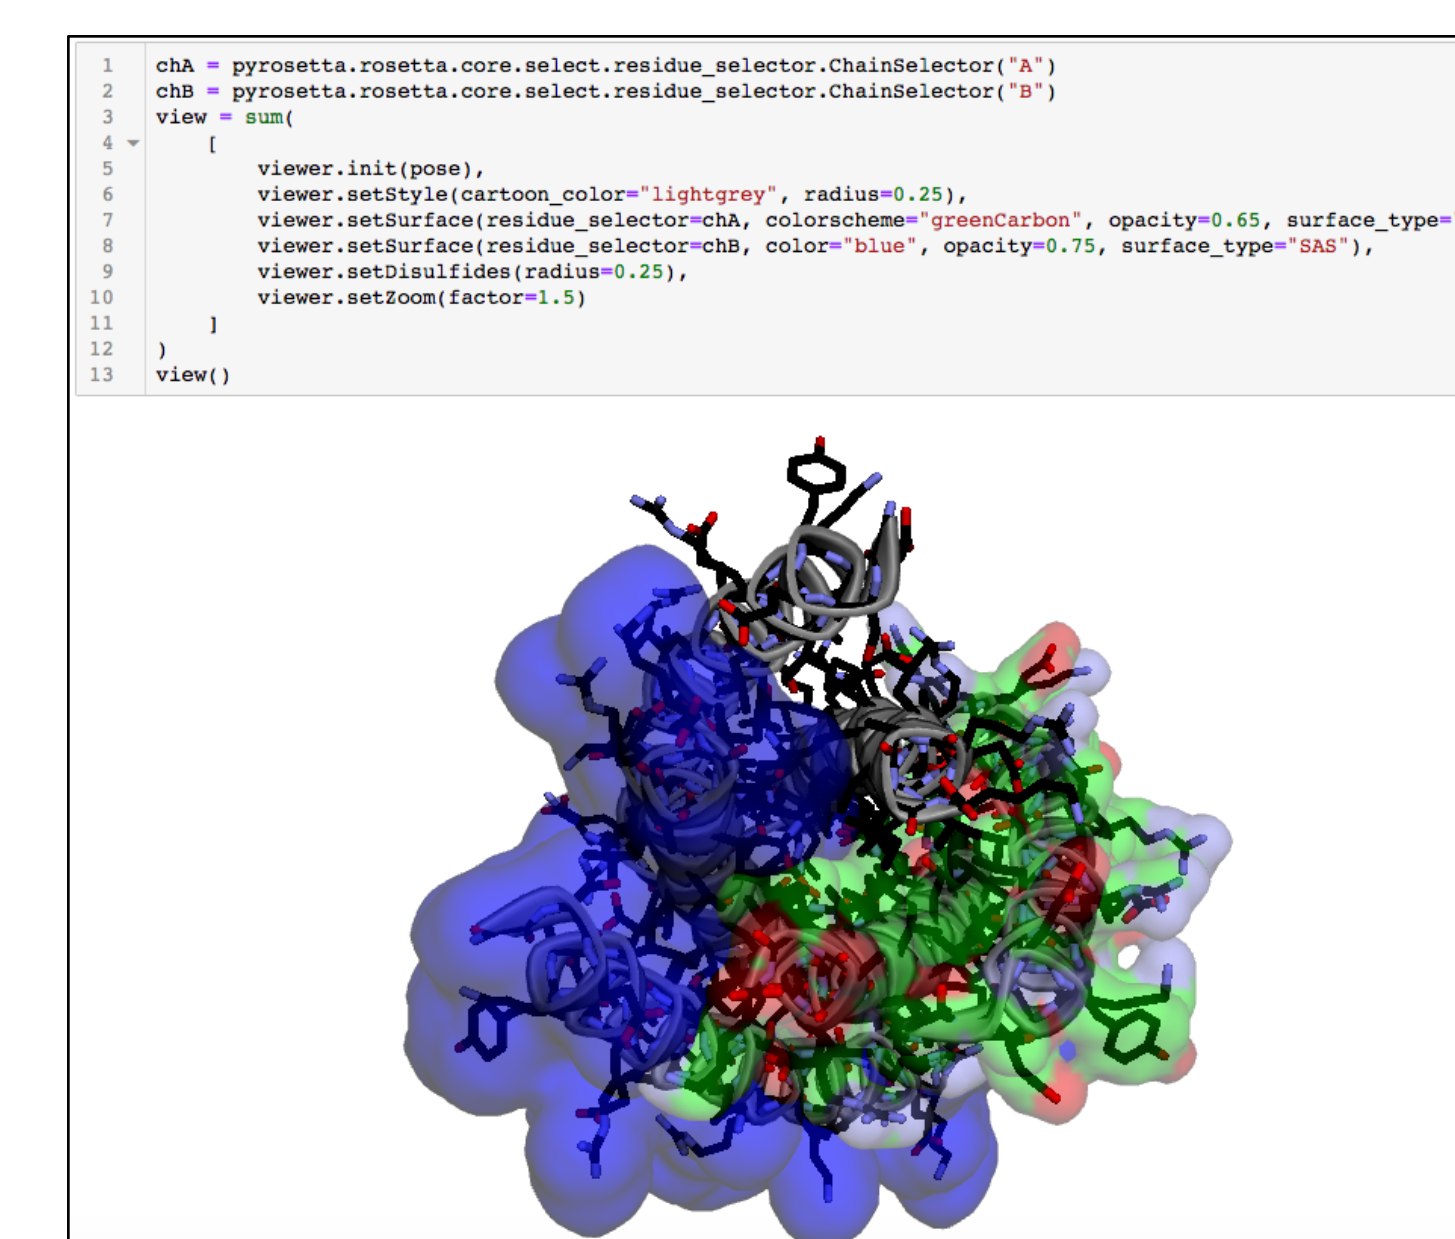 1 chA = pyrosetta.rosetta.core.select.residue_selector.ChainSelector("A")
2 chB = pyrosetta.rosetta.core.select.residue_selector.ChainSelector("B")
3 view = sum(
4     [
5         viewer.init(pose),
6         viewer.setStyle(cartoon_color="lightgrey", radius=0.25),
7         viewer.setSurface(residue_selector=chA, colorscheme="greenCarbon", opacity=0.65, surface_type=
8         viewer.setSurface(residue_selector=chB, color="blue", opacity=0.75, surface_type="SAS"),
9         viewer.setDisulfides(radius=0.25),
10         viewer.setZoom(factor=1.5)
11     ]
12 )
13 view()